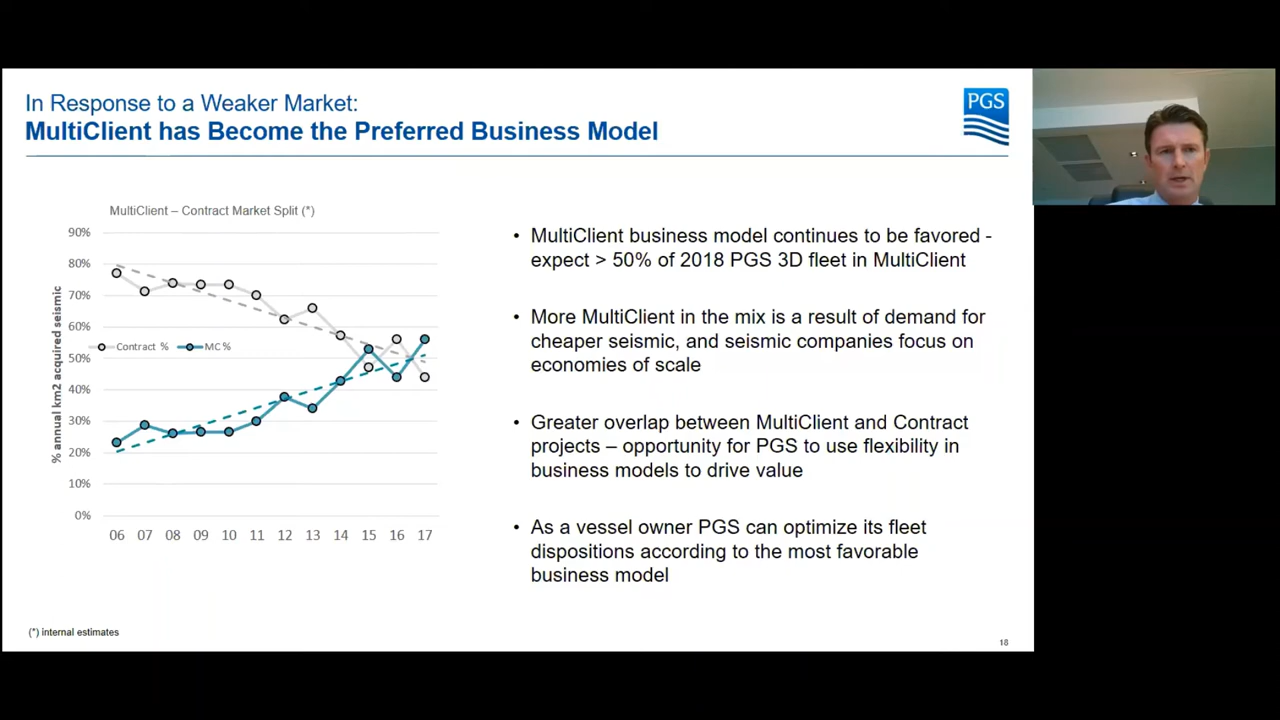 In Response to a Weaker Market:
MultiClient has Become the Preferred Business Model
PGS
MultiClient – Contract Market Split (*)
90%
80%
70%
60%
50%
40%
30%
20%
10%
0%
% annual km2 acquired seismic
Contract %
MC %
06 07 08 09 10 11 12 13 14 15 16 17
• MultiClient business model continues to be favored -
expect > 50% of 2018 PGS 3D fleet in MultiClient
• More MultiClient in the mix is a result of demand for
cheaper seismic, and seismic companies focus on
economies of scale
• Greater overlap between MultiClient and Contract
projects – opportunity for PGS to use flexibility in
business models to drive value
• As a vessel owner PGS can optimize its fleet
dispositions according to the most favorable
business model
(*) internal estimates
18